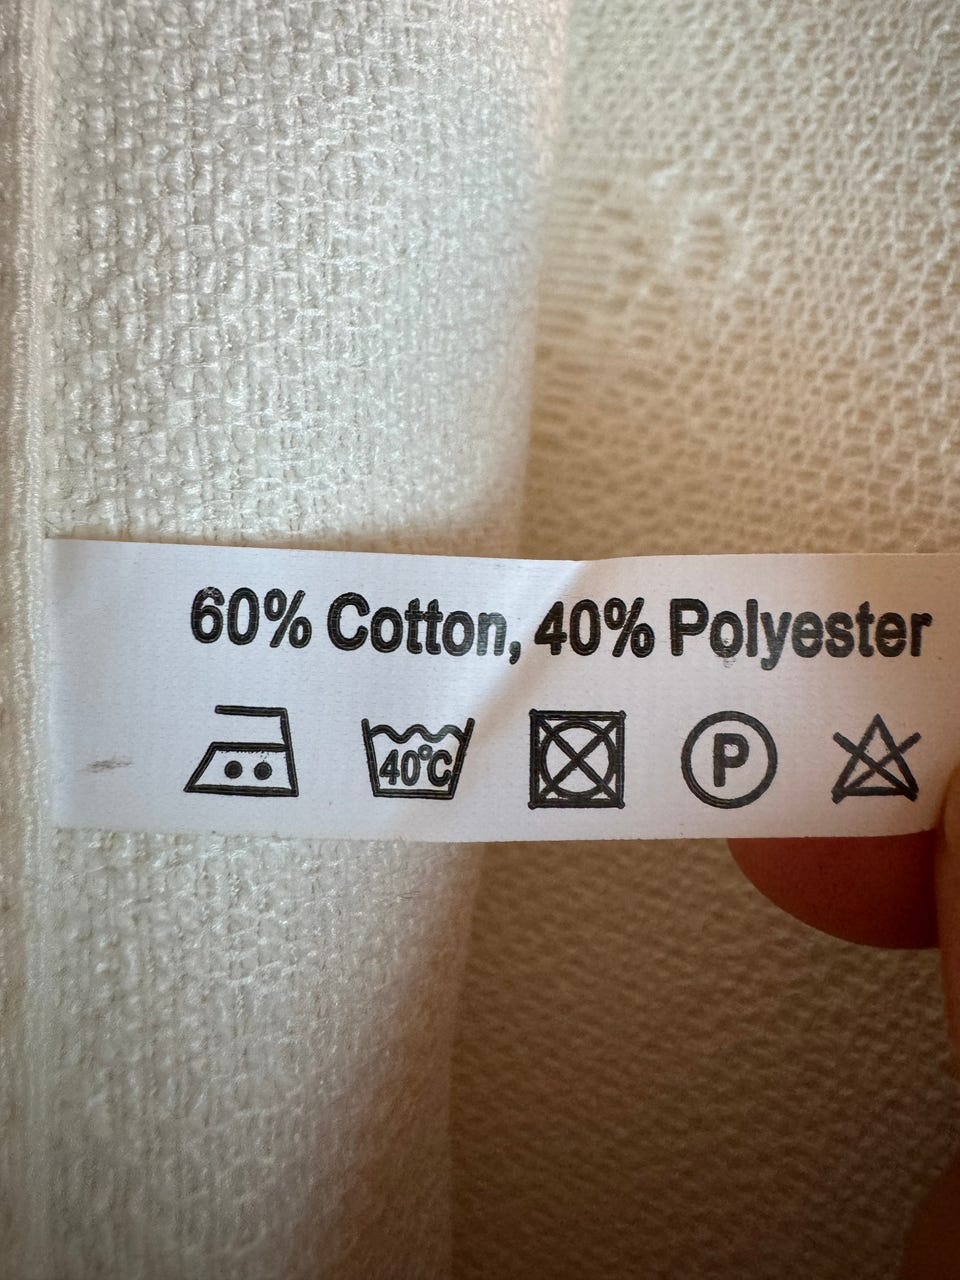 60% Cotton, 40% Polyester
40°C P